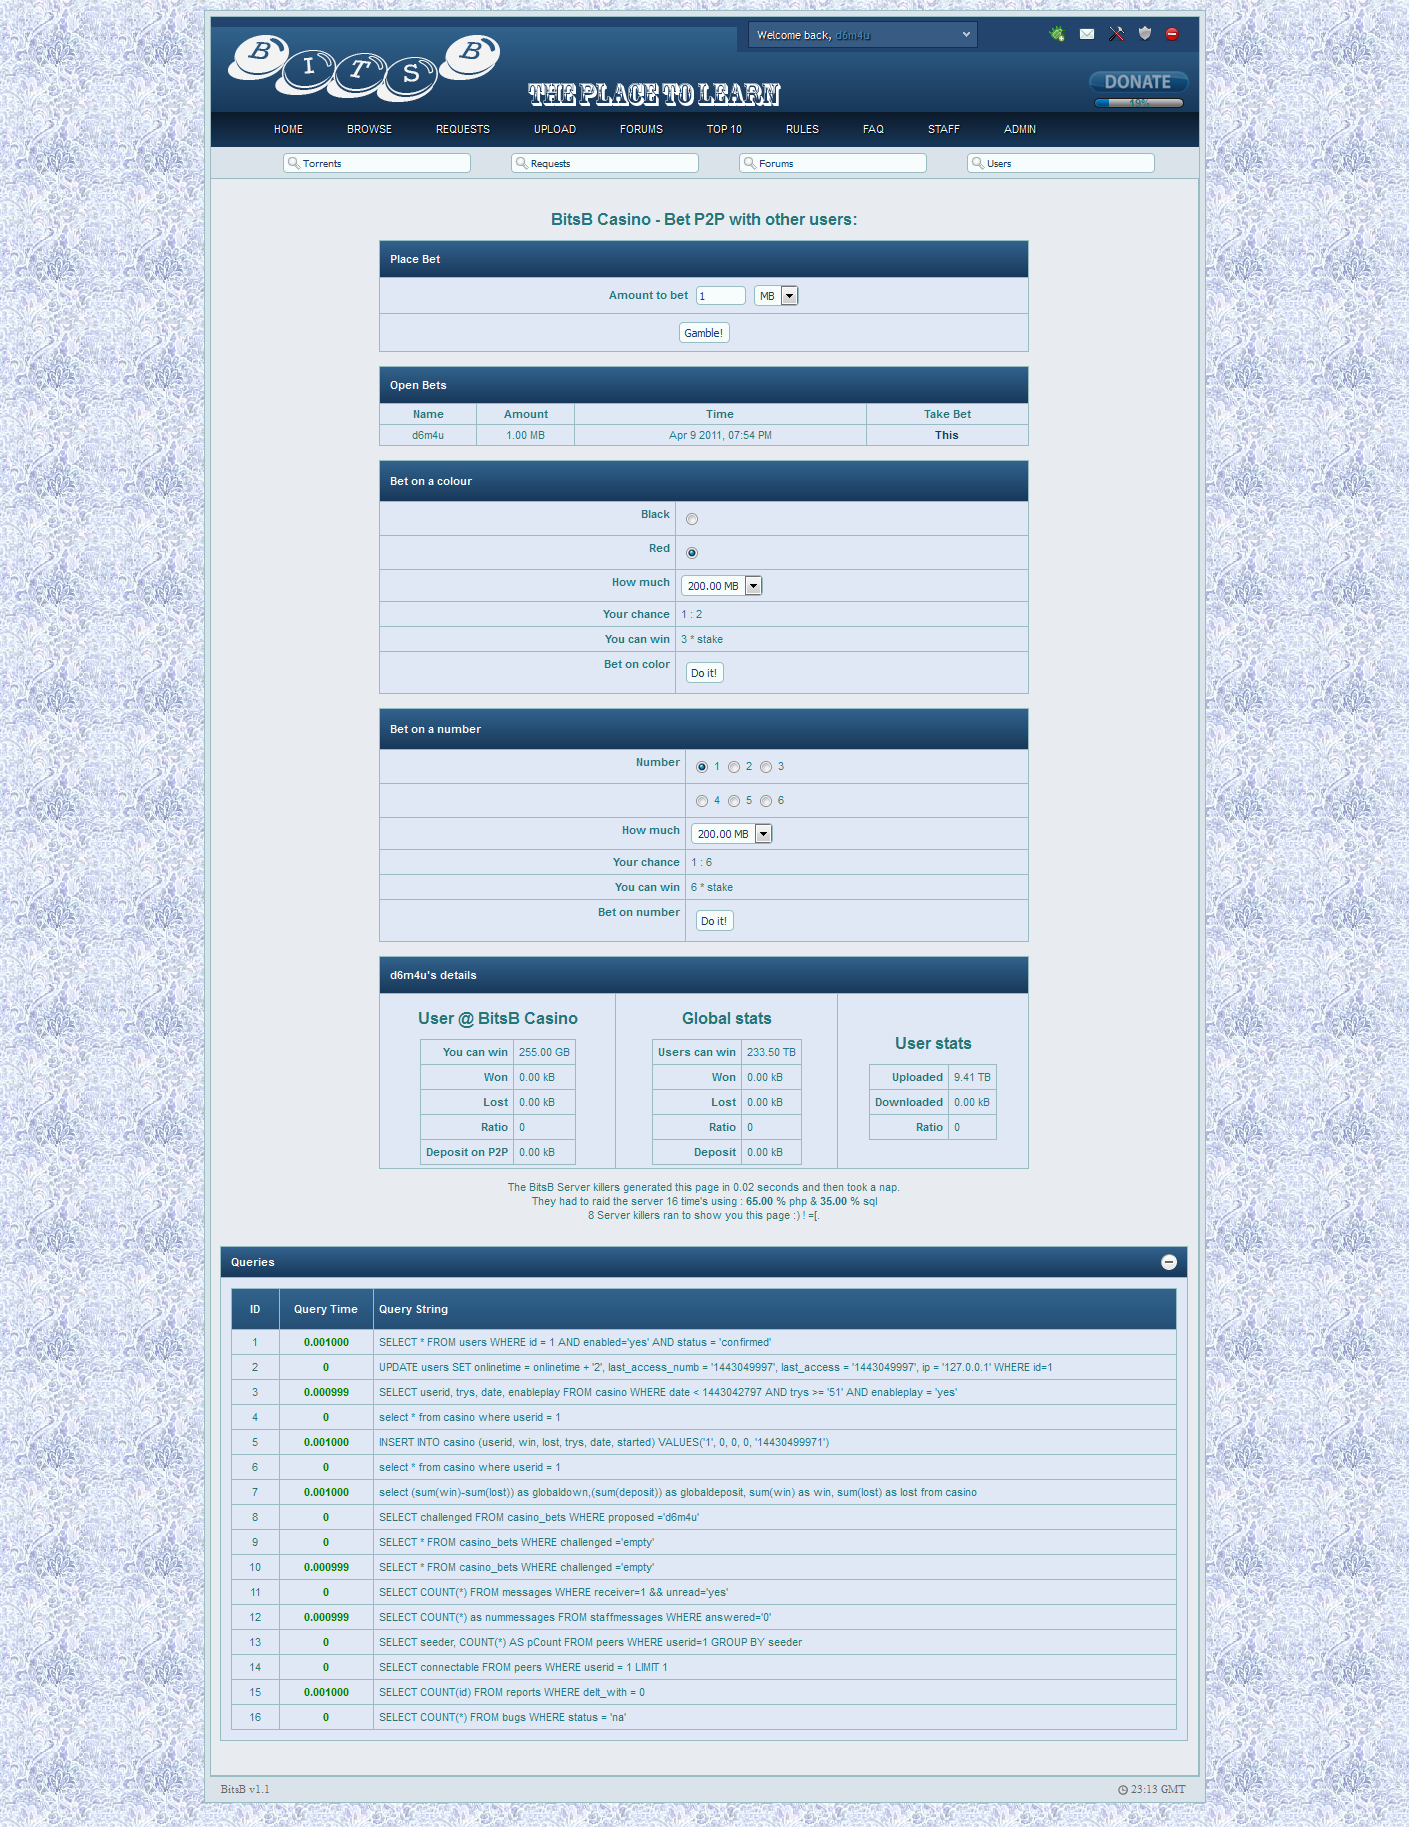 Welcome back, d6m4u
BITSB
THE PLACE TO LEARN
DONATE
19%
HOME BROWSE REQUESTS UPLOAD FORUMS TOP 10 RULES FAQ STAFF ADMIN
Torrents Requests Forums Users
BitsB Casino - Bet P2P with other users:
Place Bet
Amount to bet 1 MB
Gamble!
Open Bets
Name Amount Time Take Bet
d6m4u 1.00 MB Apr 9 2011, 07:54 PM This
Bet on a colour
Black
Red
How much 200.00 MB
Your chance 1 : 2
You can win 3 * stake
Bet on color Do it!
Bet on a number
Number 1 2 3
4 5 6
How much 200.00 MB
Your chance 1 : 6
You can win 6 * stake
Bet on number Do it!
d6m4u's details
User @ BitsB Casino
You can win 255.00 GB
Won 0.00 kB
Lost 0.00 kB
Ratio 0
Deposit on P2P 0.00 kB
Global stats
Users can win 233.50 TB
Won 0.00 kB
Lost 0.00 kB
Ratio 0
Deposit 0.00 kB
User stats
Uploaded 9.41 TB
Downloaded 0.00 kB
Ratio 0
The BitsB Server killers generated this page in 0.02 seconds and then took a nap.
They had to raid the server 16 time's using : 65.00 % php & 35.00 % sql
8 Server killers ran to show you this page :) ! =[.
Queries
ID Query Time Query String
1 0.001000 SELECT * FROM users WHERE id = 1 AND enabled='yes' AND status = 'confirmed'
2 0 UPDATE users SET onlinetime = onlinetime + '2', last_access_numb = '1443049997', last_access = '1443049997', ip = '127.0.0.1' WHERE id=1
3 0.000999 SELECT userid, trys, date, enableplay FROM casino WHERE date < 1443042797 AND trys >= '51' AND enableplay = 'yes'
4 0 select * from casino where userid = 1
5 0.001000 INSERT INTO casino (userid, win, lost, trys, date, started) VALUES('1', 0, 0, 0, '14430499971')
6 0 select * from casino where userid = 1
7 0.001000 select (sum(win)-sum(lost)) as globaldown,(sum(deposit)) as globaldeposit, sum(win) as win, sum(lost) as lost from casino
8 0 SELECT challenged FROM casino_bets WHERE proposed ='d6m4u'
9 0 SELECT * FROM casino_bets WHERE challenged ='empty'
10 0.000999 SELECT * FROM casino_bets WHERE challenged ='empty'
11 0 SELECT COUNT(*) FROM messages WHERE receiver=1 && unread='yes'
12 0.000999 SELECT COUNT(*) as nummessages FROM staffmessages WHERE answered='0'
13 0 SELECT seeder, COUNT(*) AS pCount FROM peers WHERE userid=1 GROUP BY seeder
14 0 SELECT connectable FROM peers WHERE userid = 1 LIMIT 1
15 0.001000 SELECT COUNT(id) FROM reports WHERE delt_with = 0
16 0 SELECT COUNT(*) FROM bugs WHERE status = 'na'
BitsB v1.1
23:13 GMT